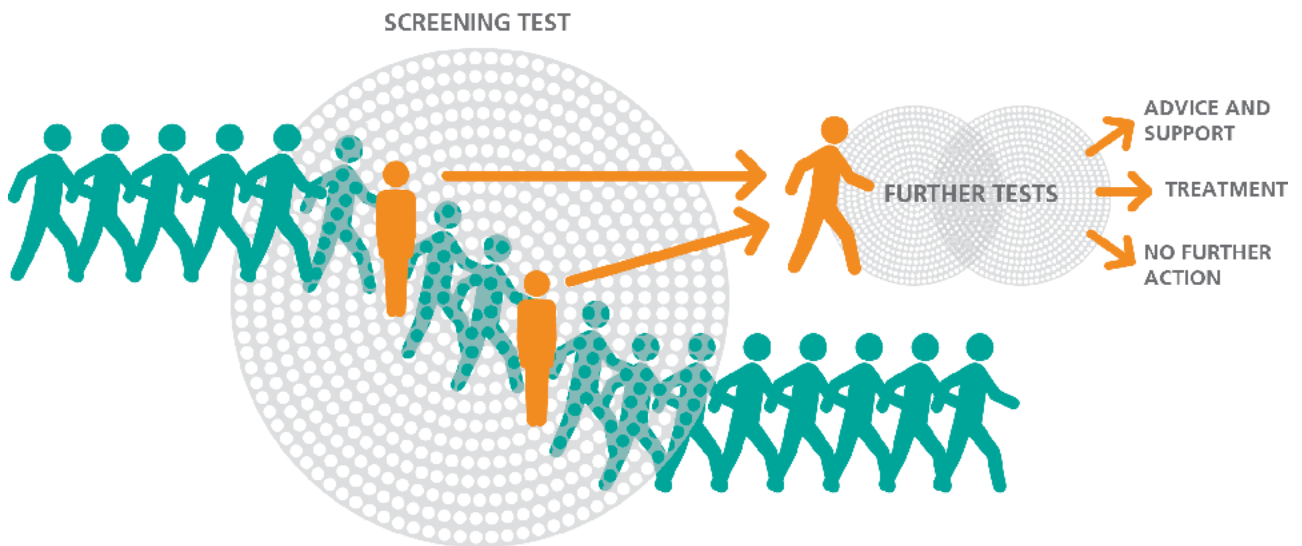 SCREENING TEST
FURTHER TESTS
ADVICE AND
SUPPORT
TREATMENT
NO FURTHER
ACTION